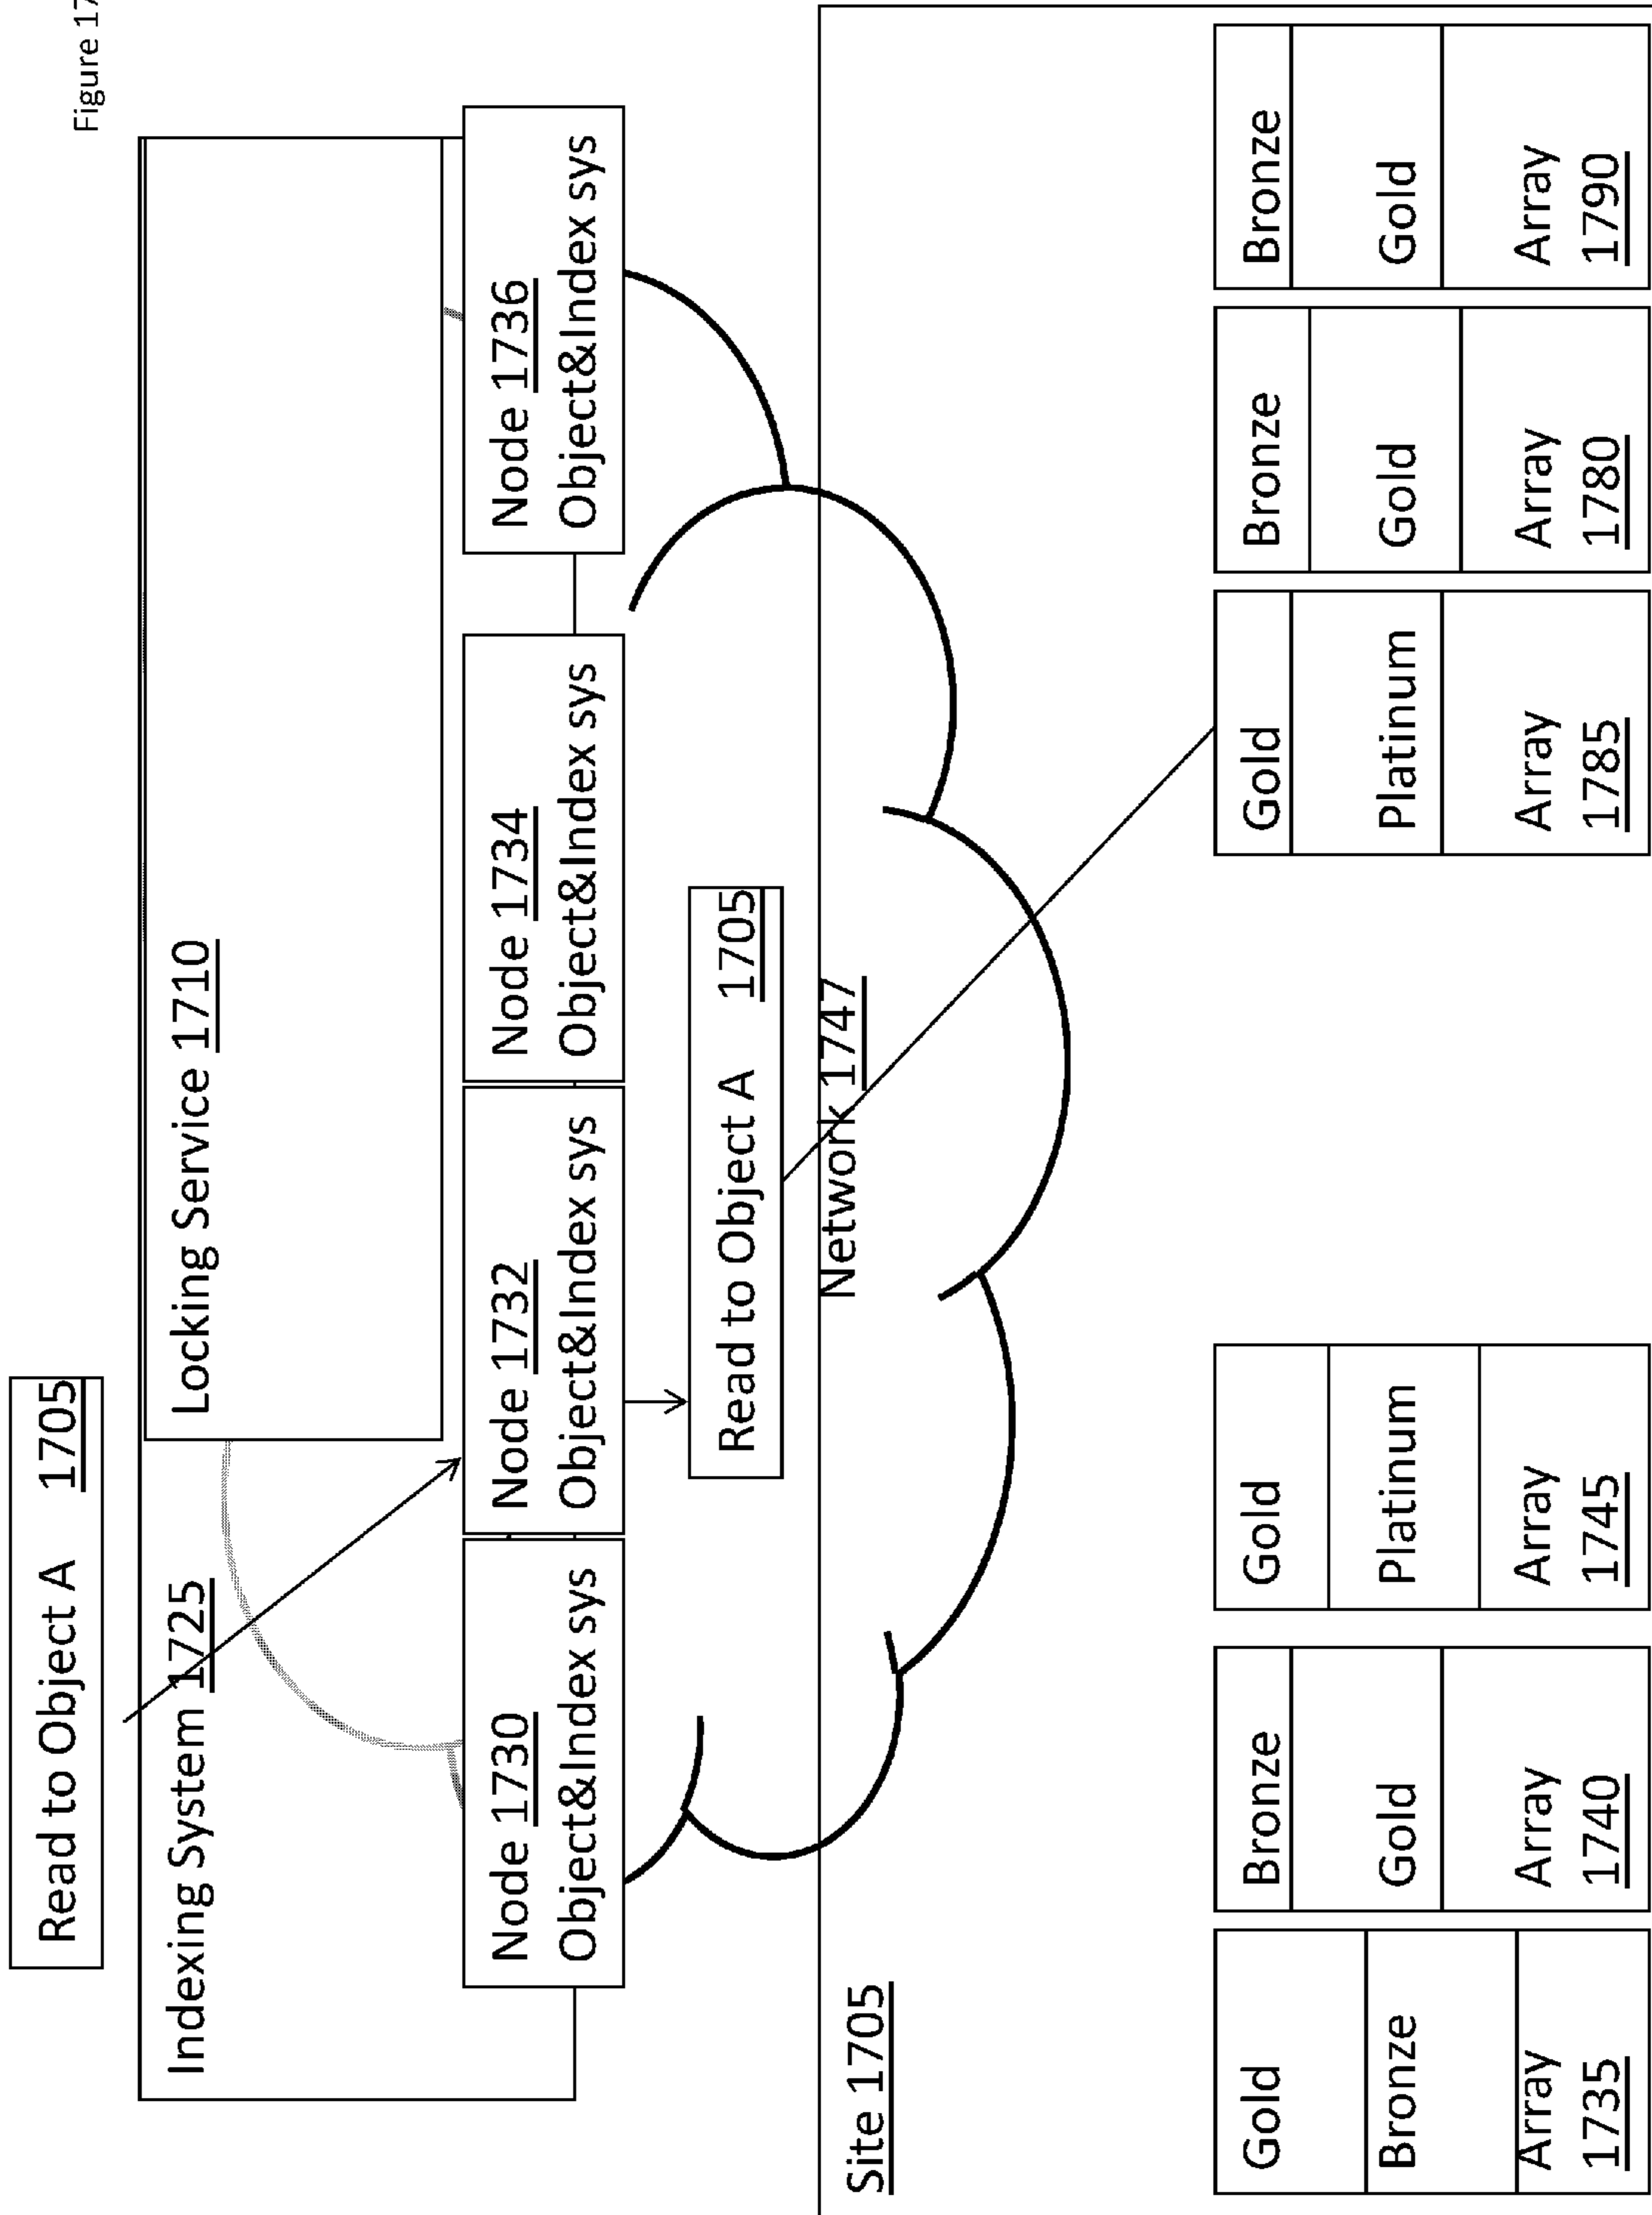 Figure 17
Read to Object A 1705
Indexing System 1725
Locking Service 1710
Node 1730
Object&Index sys
Node 1732
Object&Index sys
Node 1734
Object&Index sys
Node 1736
Object&Index sys
Read to Object A 1705
Network 1747
Site 1705
Gold
Bronze
Array
1735
Bronze
Gold
Array
1740
Gold
Platinum
Array
1745
Gold
Platinum
Array
1785
Bronze
Gold
Array
1780
Bronze
Gold
Array
1790